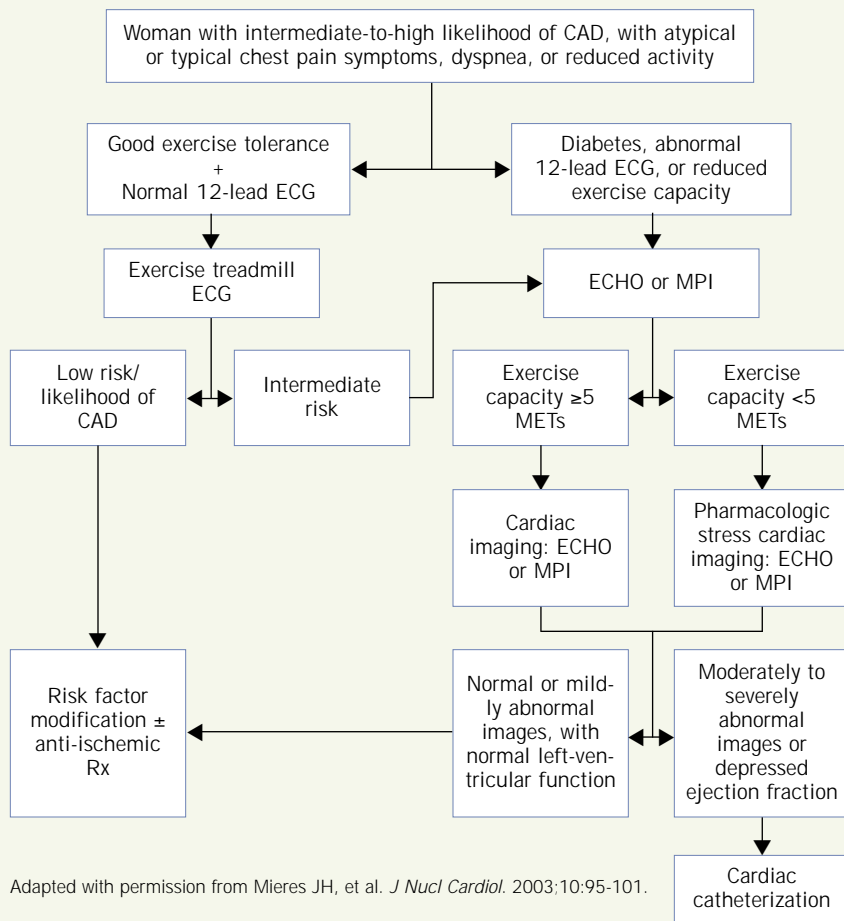 Woman with intermediate-to-high likelihood of CAD, with atypical
or typical chest pain symptoms, dyspnea, or reduced activity
Good exercise tolerance
+
Normal 12-lead ECG
Diabetes, abnormal
12-lead ECG, or reduced
exercise capacity
Exercise treadmill
ECG
ECHO or MPI
Low risk/
likelihood of
CAD
Intermediate
risk
Exercise
capacity ≥5
METs
Exercise
capacity <5
METs
Cardiac
imaging: ECHO
or MPI
Pharmacologic
stress cardiac
imaging: ECHO
or MPI
Risk factor
modification ±
anti-ischemic
Rx
Normal or mild-
ly abnormal
images, with
normal left-ven-
tricular function
Moderately to
severely
abnormal
images or
depressed
ejection fraction
Cardiac
catheterization
Adapted with permission from Mieres JH, et al. J Nucl Cardiol. 2003;10:95-101.